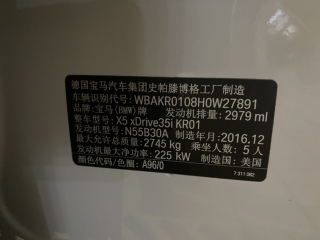 德国宝马汽车集团史帕滕博格工厂制造
车辆识别代号:WBAKR0108H0W27891
品牌:宝马(BMW)牌 发动机排量:2979 ml
整车型号:X5 xDrive35i KR01
发动机型号:N55B30A 制造年月:2016.12
最大允许总质量:2745 kg 乘坐人数:5 人
发动机最大净功率:225 kW 制造国:美国
颜色代码/色圈:A96/0
7 311 062